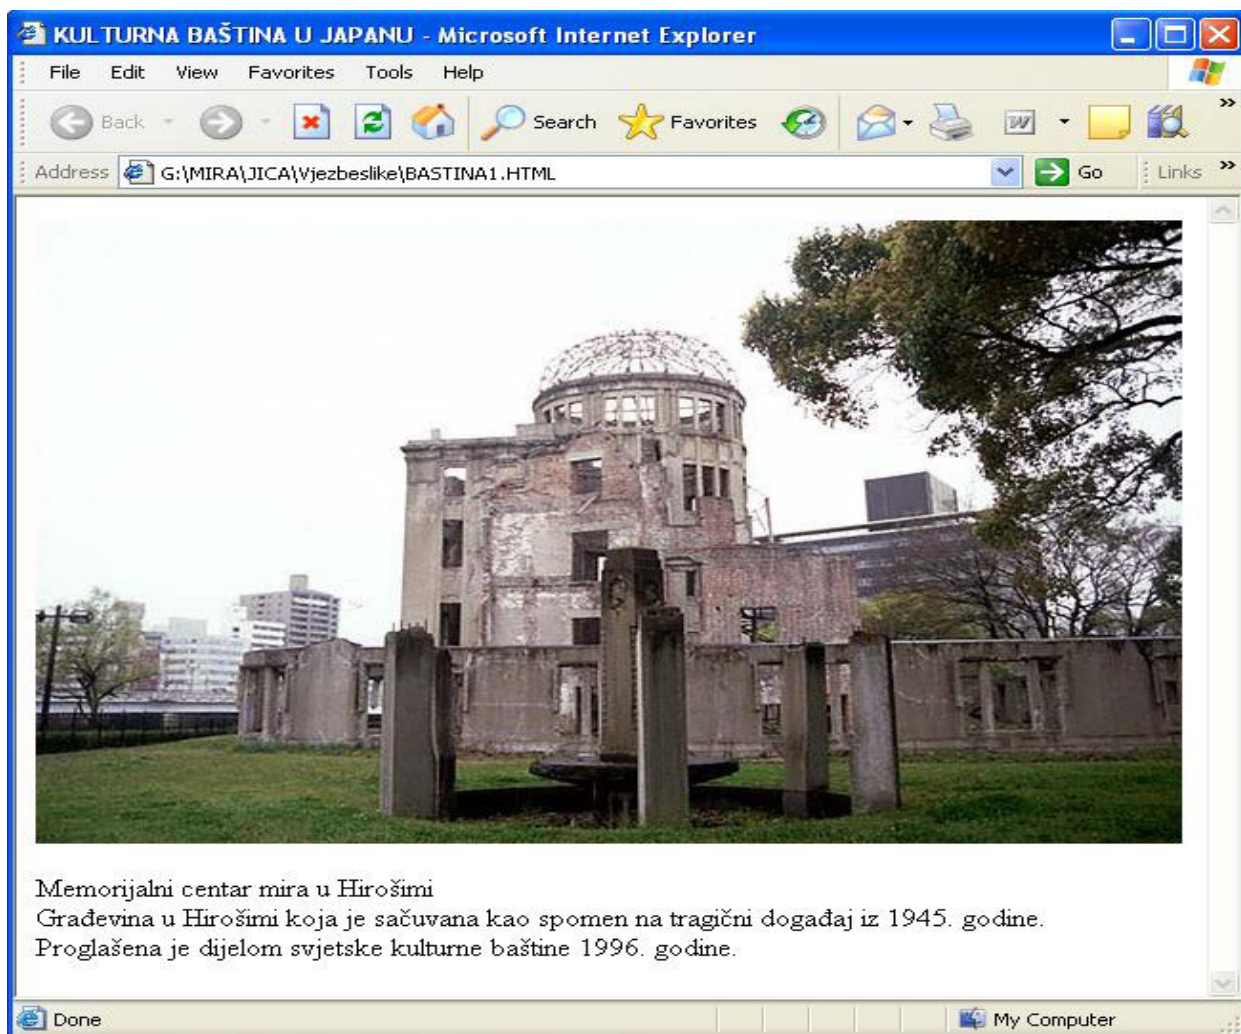 KULTURNA BAŠTINA U JAPANU - Microsoft Internet Explorer
File Edit View Favorites Tools Help
Back Search Favorites W »
Address G:\MIRA\JICA\Vjezbeslike\BASTINA1.HTML Go Links »
Memorijalni centar mira u Hirošimi
Građevina u Hirošimi koja je sačuvana kao spomen na tragični događaj iz 1945. godine.
Proglašena je dijelom svjetske kulturne baštine 1996. godine.
Done My Computer